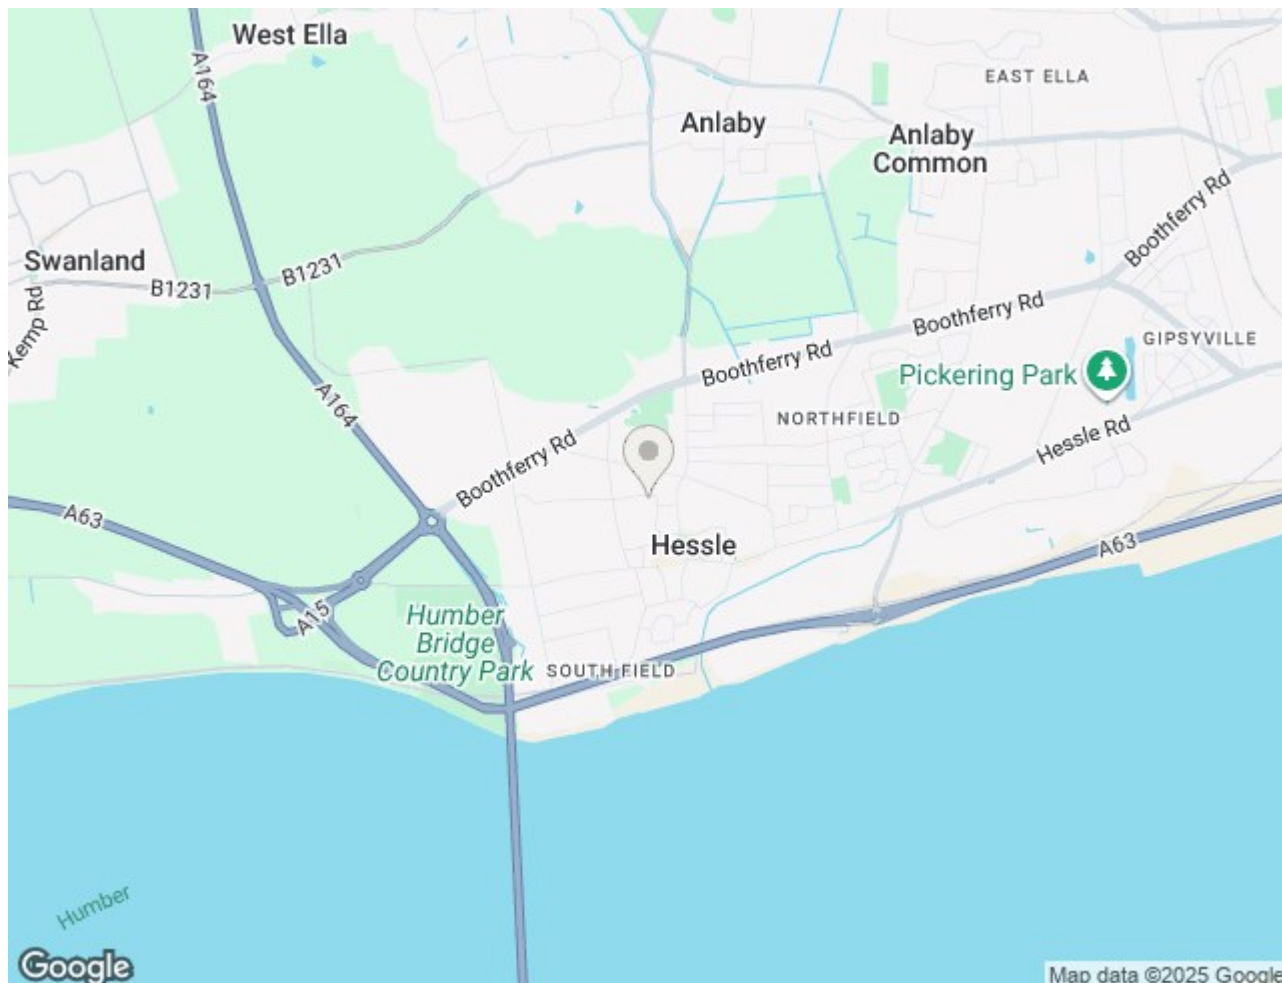 West Ella
A164
EAST ELLA
Anlaby
Anlaby
Common
Boothferry Rd
Swanland
B1231
B1231
Kemp Rd
Boothferry Rd
GIPSYVILLE
Boothferry Rd
Pickering Park
A164
NORTHFIELD
Hessle Rd
Boothferry Rd
A63
Hessle
A63
A15
Humber
Bridge
Country Park
SOUTH FIELD
Humber
Google
Map data ©2025 Google